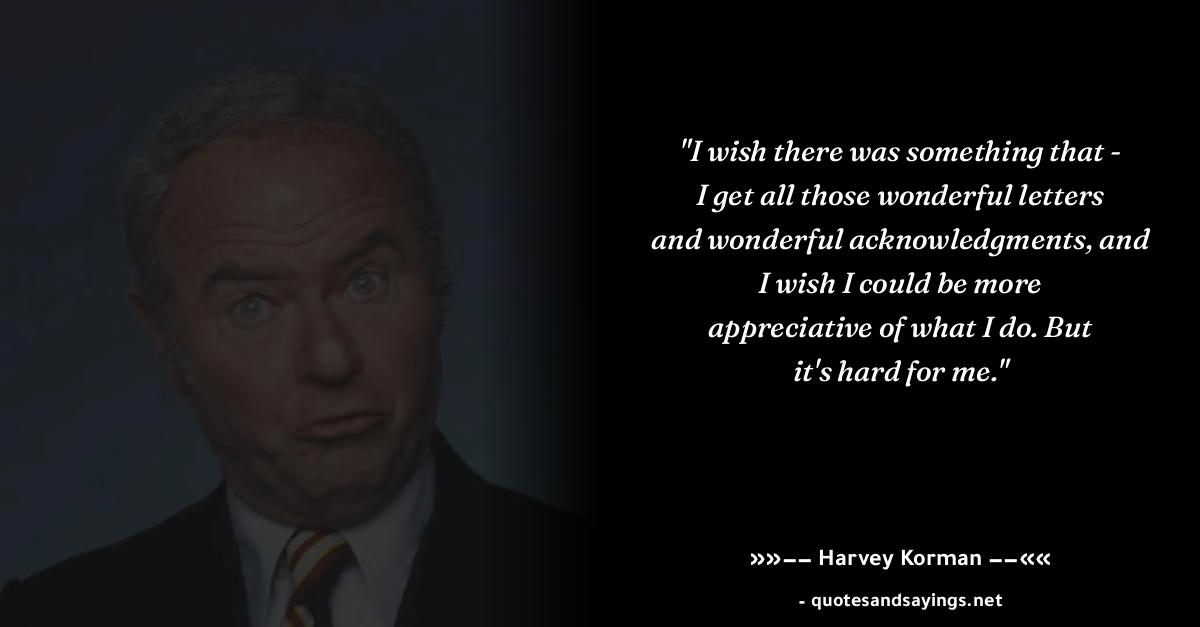 "I wish there was something that -
I get all those wonderful letters
and wonderful acknowledgments, and
I wish I could be more
appreciative of what I do. But
it's hard for me."
»»−− Harvey Korman −−««
- quotesandsayings.net